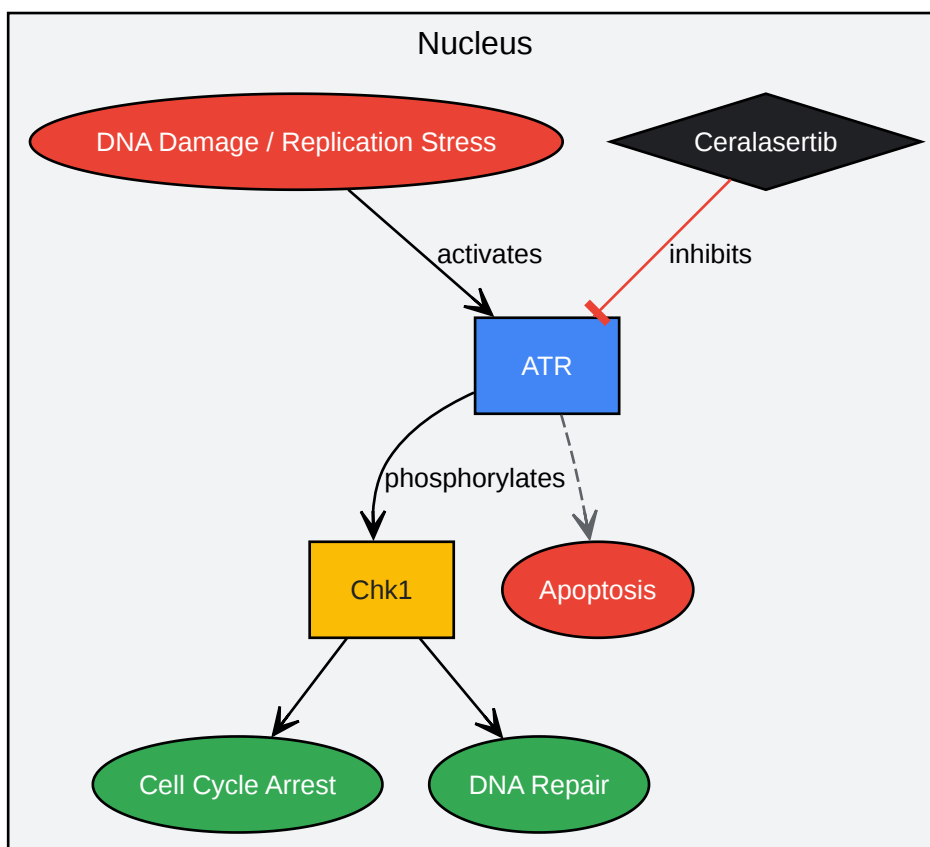 Nucleus
DNA Damage / Replication Stress
Ceralasertib
activates
inhibits
ATR
phosphorylates
Chk1
Apoptosis
Cell Cycle Arrest
DNA Repair